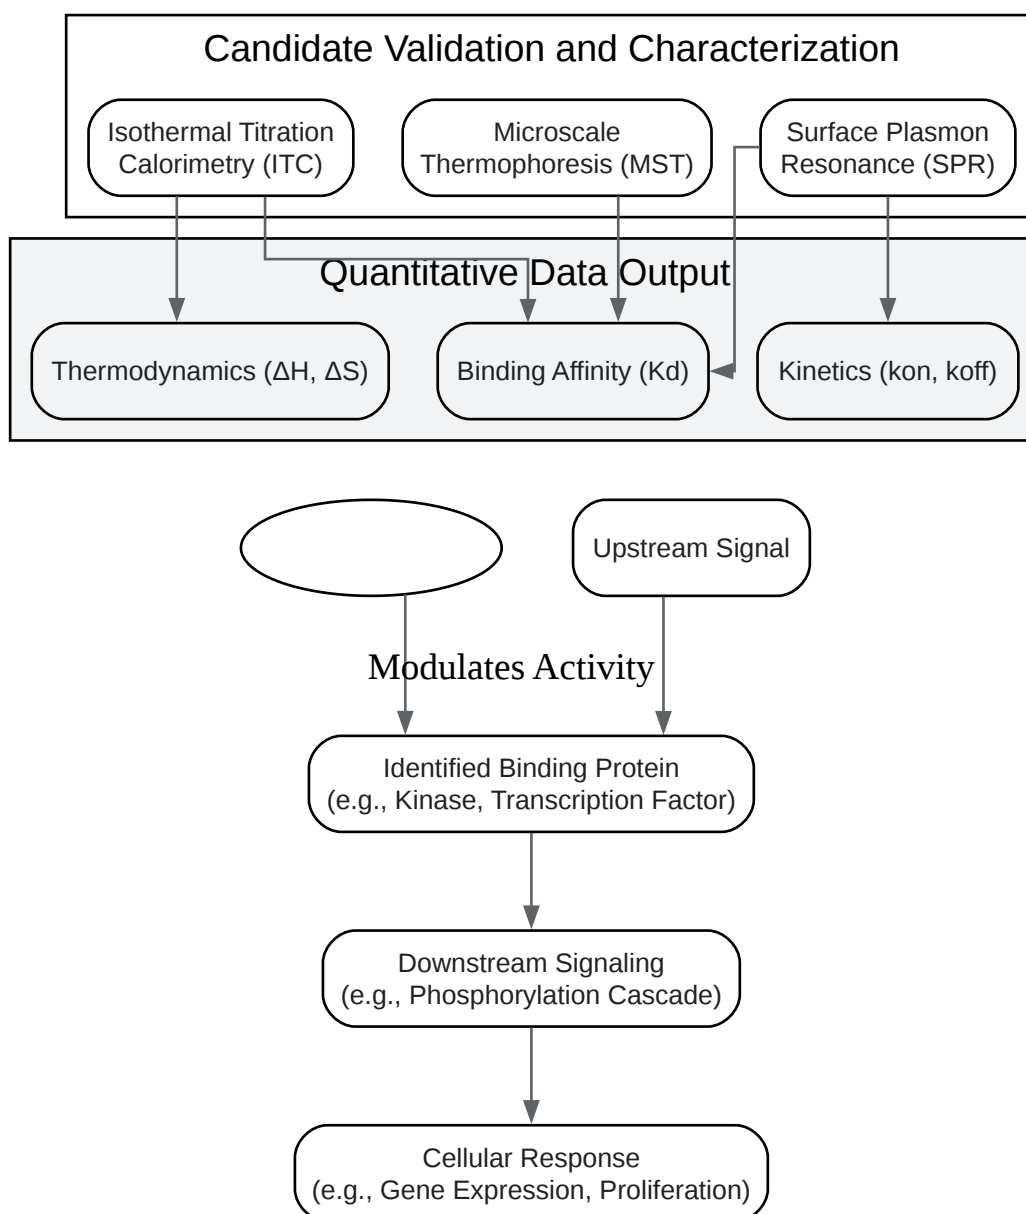 Candidate Validation and Characterization
Isothermal Titration
Calorimetry (ITC)
Microscale
Thermophoresis (MST)
Surface Plasmon
Resonance (SPR)
Quantitative Data Output
Thermodynamics (ΔH, ΔS)
Binding Affinity (Kd)
Kinetics (kon, koff)
Upstream Signal
Modulates Activity
Identified Binding Protein
(e.g., Kinase, Transcription Factor)
Downstream Signaling
(e.g., Phosphorylation Cascade)
Cellular Response
(e.g., Gene Expression, Proliferation)